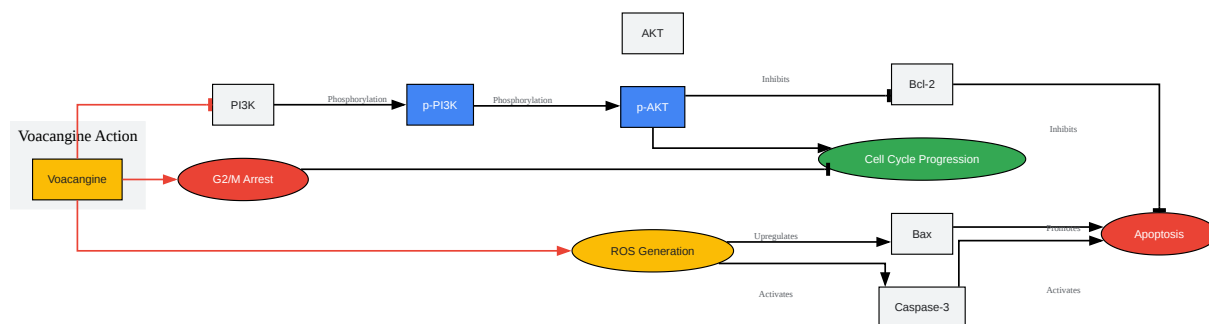 AKT
Inhibits
Bcl-2
PI3K
Phosphorylation
p-PI3K
Phosphorylation
p-AKT
Voacangine Action
Inhibits
Cell Cycle Progression
Voacangine
G2/M Arrest
Bax
Promotes
Apoptosis
Upregulates
ROS Generation
Activates
Activates
Caspase-3